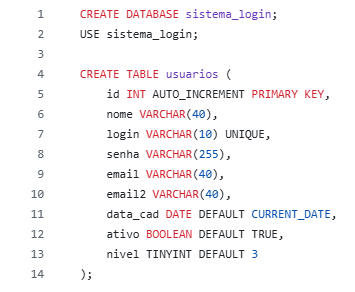 1 CREATE DATABASE sistema_login;
2 USE sistema_login;
3
4 CREATE TABLE usuarios (
5 id INT AUTO_INCREMENT PRIMARY KEY,
6 nome VARCHAR(40),
7 login VARCHAR(10) UNIQUE,
8 senha VARCHAR(255),
9 email VARCHAR(40),
10 email2 VARCHAR(40),
11 data_cad DATE DEFAULT CURRENT_DATE,
12 ativo BOOLEAN DEFAULT TRUE,
13 nivel TINYINT DEFAULT 3
14 );